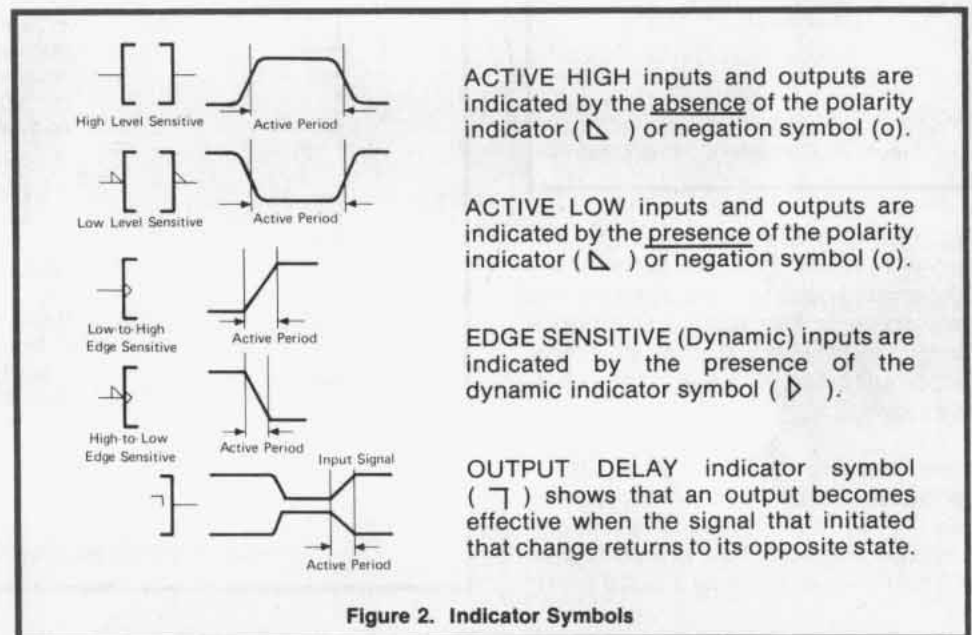 High Level Sensitive
Active Period
ACTIVE HIGH inputs and outputs are
indicated by the absence of the polarity
indicator ( ) or negation symbol (o).
Low Level Sensitive
Active Period
ACTIVE LOW inputs and outputs are
indicated by the presence of the polarity
indicator ( ) or negation symbol (o).
Low-to-High
Edge Sensitive
Active Period
EDGE SENSITIVE (Dynamic) inputs are
indicated by the presence of the
dynamic indicator symbol ( ).
High-to-Low
Edge Sensitive
Active Period
Input Signal
Active Period
OUTPUT DELAY indicator symbol
( ) shows that an output becomes
effective when the signal that initiated
that change returns to its opposite state.
Figure 2. Indicator Symbols